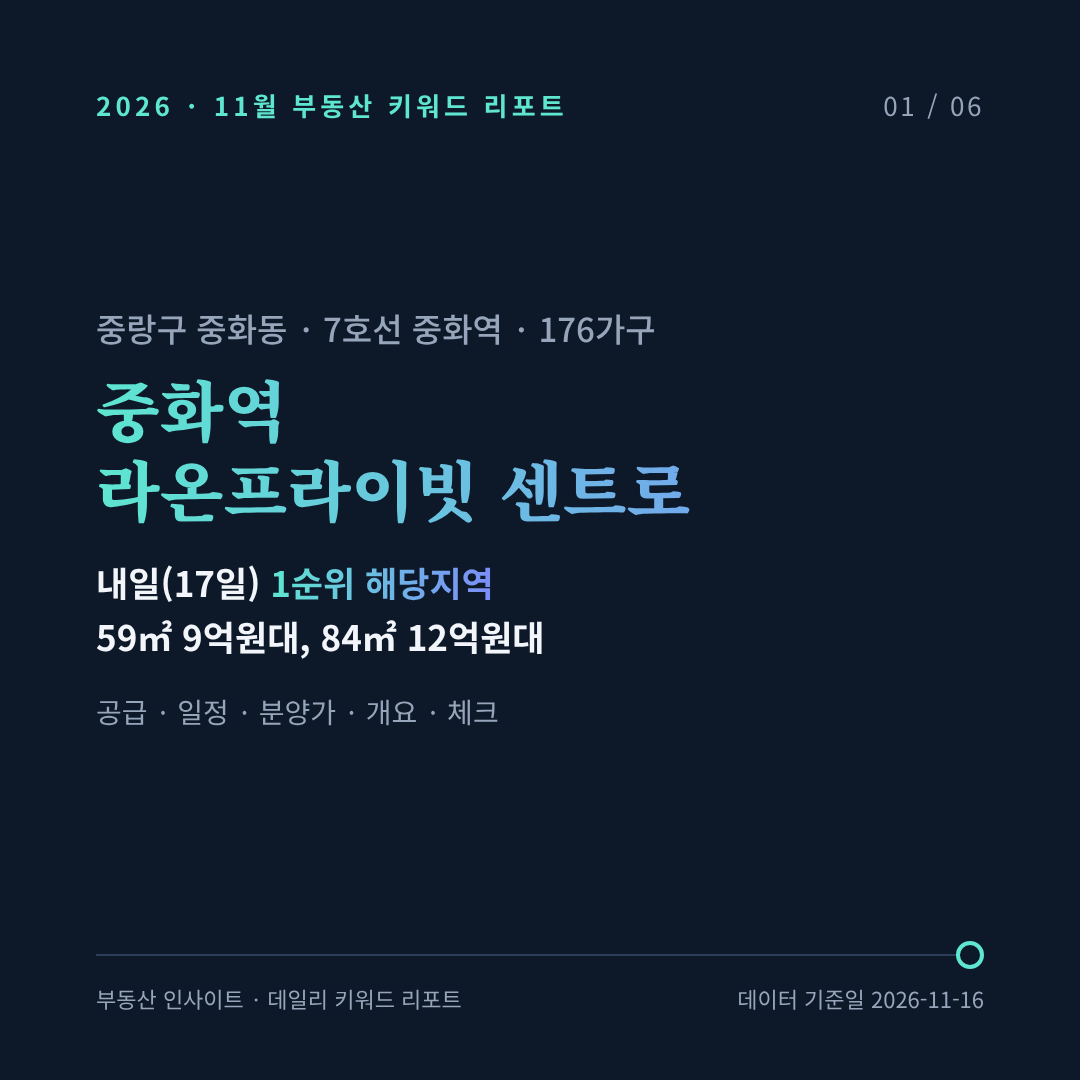 2026 · 11월 부동산 키워드 리포트
01 / 06
중랑구 중화동 · 7호선 중화역 · 176가구
중화역
라온프라이빗 센트로
내일(17일) 1순위 해당지역
59㎡ 9억원대, 84㎡ 12억원대
공급 · 일정 · 분양가 · 개요 · 체크
부동산 인사이트 · 데일리 키워드 리포트
데이터 기준일 2026-11-16